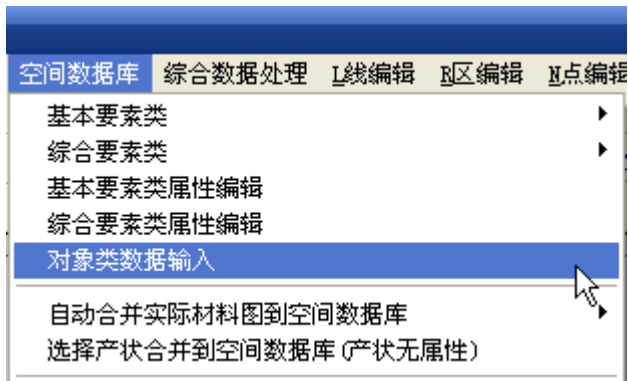 空间数据库 综合数据处理 L线编辑 R区编辑 N点编辑
基本要素类
综合要素类
基本要素类属性编辑
综合要素类属性编辑
对象类数据输入
自动合并实际材料图到空间数据库
选择产状合并到空间数据库(产状无属性)